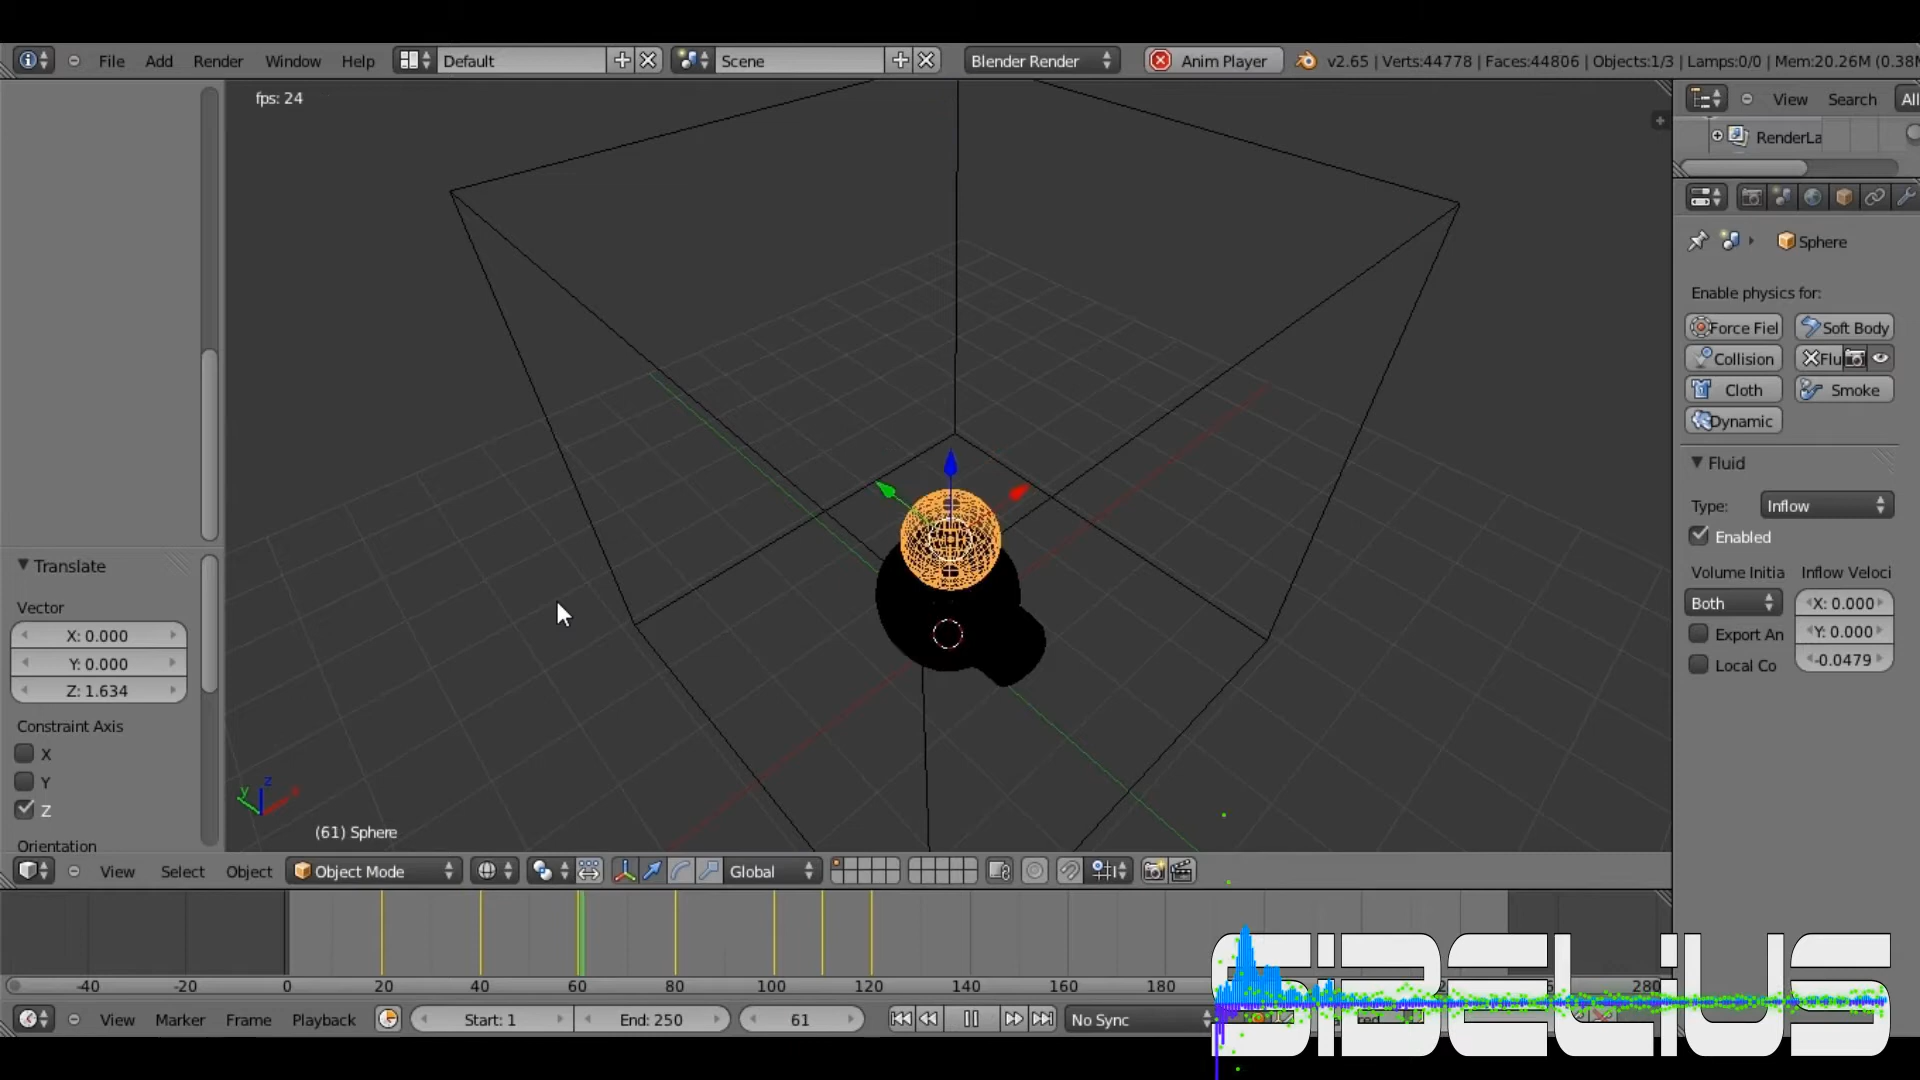 File Add Render Window Help Default Scene Blender Render Anim Player v2.65 | Verts:44778 | Faces:44806 | Objects:1/3 | Lamps:0/0 | Mem:20.26M (0.38M
fps: 24
View Search All
RenderLa
Sphere
Enable physics for:
Force Fiel Soft Body
Collision Flu
Cloth Smoke
Dynamic
Fluid
Type: Inflow
Enabled
Volume Initia Inflow Veloci
Both X: 0.000
Y: 0.000
Export An
Local Co -0.0479
Translate
Vector
X: 0.000
Y: 0.000
Z: 1.634
Constraint Axis
X
Y
Z
Orientation
z
y
x
(61) Sphere
View Select Object Object Mode Global
-40 -20 0 20 40 60 80 100 120 140 160 180 280
View Marker Frame Playback Start: 1 End: 250 61 No Sync
SiBELiUS